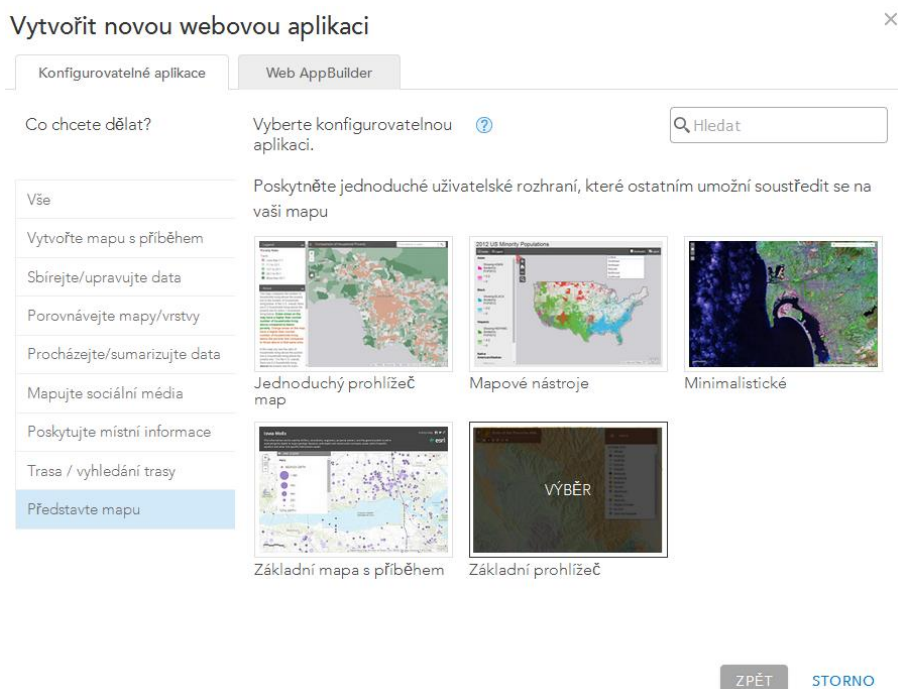 Vytvořit novou webovou aplikaci
Konfigurovatelné aplikace
Web AppBuilder
Co chcete dělat?
Vyberte konfigurovatelnou
aplikaci.
Hledat
Vše
Vytvořte mapu s příběhem
Sbírejte/upravujte data
Porovnávejte mapy/vrstvy
Procházejte/sumarizujte data
Mapujte sociální média
Poskytujte místní informace
Trasa / vyhledání trasy
Představte mapu
Poskytněte jednoduché uživatelské rozhraní, které ostatním umožní soustředit se na
vaši mapu
Jednoduchý prohlížeč
map
2012 US Minority Populations
Mapové nástroje
Minimalistické
esri
Základní mapa s příběhem
VÝBĚR
Základní prohlížeč
ZPĚT
STORNO